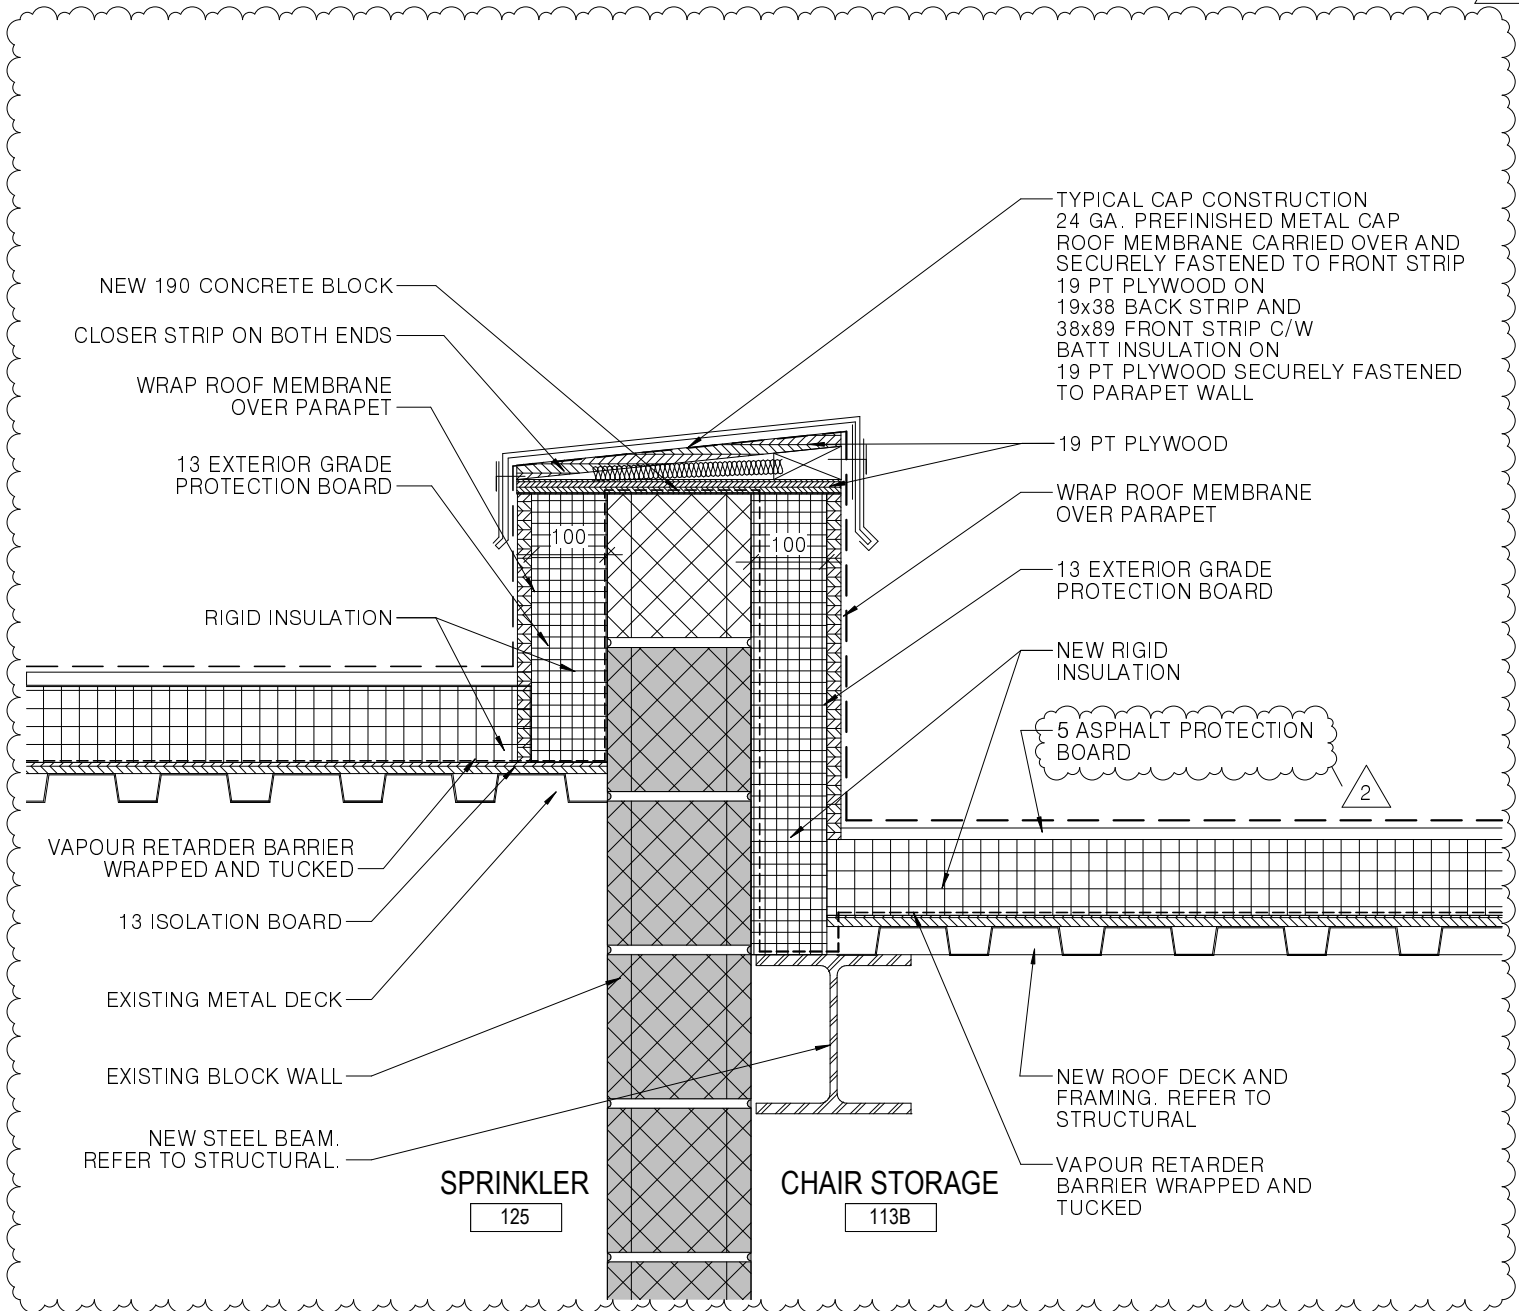 NEW 190 CONCRETE BLOCK
CLOSER STRIP ON BOTH ENDS
WRAP ROOF MEMBRANE
OVER PARAPET
13 EXTERIOR GRADE
PROTECTION BOARD
RIGID INSULATION
VAPOUR RETARDER BARRIER
WRAPPED AND TUCKED
13 ISOLATION BOARD
EXISTING METAL DECK
EXISTING BLOCK WALL
NEW STEEL BEAM.
REFER TO STRUCTURAL.
100
100
SPRINKLER
125
CHAIR STORAGE
113B
TYPICAL CAP CONSTRUCTION
24 GA. PREFINISHED METAL CAP
ROOF MEMBRANE CARRIED OVER AND
SECURELY FASTENED TO FRONT STRIP
19 PT PLYWOOD ON
19x38 BACK STRIP AND
38x89 FRONT STRIP C/W
BATT INSULATION ON
19 PT PLYWOOD SECURELY FASTENED
TO PARAPET WALL
19 PT PLYWOOD
WRAP ROOF MEMBRANE
OVER PARAPET
13 EXTERIOR GRADE
PROTECTION BOARD
NEW RIGID
INSULATION
5 ASPHALT PROTECTION
BOARD
2
NEW ROOF DECK AND
FRAMING. REFER TO
STRUCTURAL
VAPOUR RETARDER
BARRIER WRAPPED AND
TUCKED